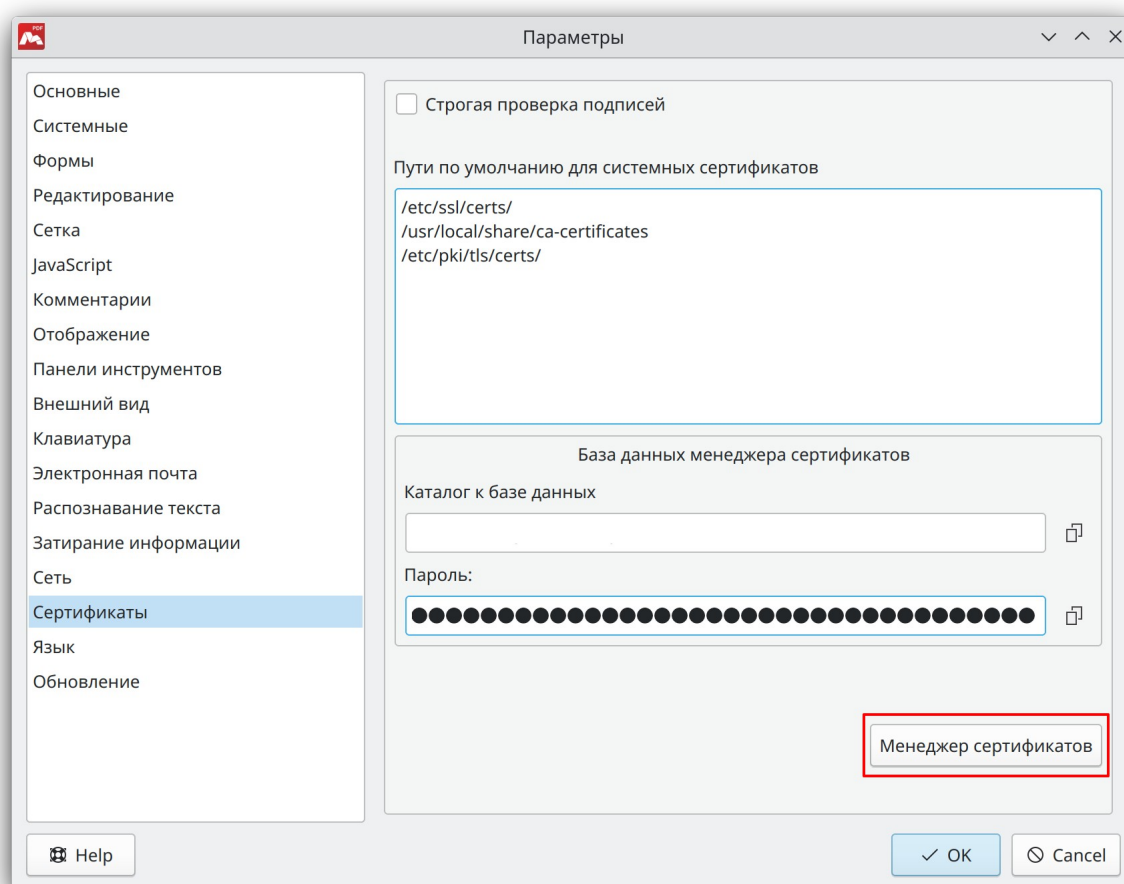 PDF
Параметры
Основные
Системные
Формы
Редактирование
Сетка
JavaScript
Комментарии
Отображение
Панели инструментов
Внешний вид
Клавиатура
Электронная почта
Распознавание текста
Затирание информации
Сеть
Сертификаты
Язык
Обновление
Строгая проверка подписей
Пути по умолчанию для системных сертификатов
/etc/ssl/certs/
/usr/local/share/ca-certificates
/etc/pki/tls/certs/
База данных менеджера сертификатов
Каталог к базе данных
Пароль:
●●●●●●●●●●●●●●●●●●●●●●●●●●●●●●●●●●●●
Менеджер сертификатов
Help
OK
Cancel